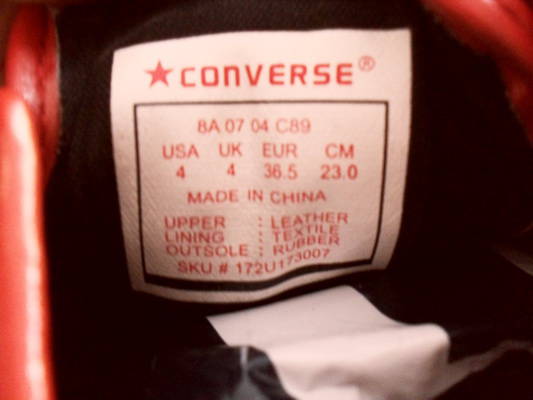 ★CONVERSE®
8A 07 04 C89
USA UK EUR CM
4 4 36.5 23.0
MADE IN CHINA
UPPER : LEATHER
LINING : TEXTILE
OUTSOLE : RUBBER
SKU # 172U173007